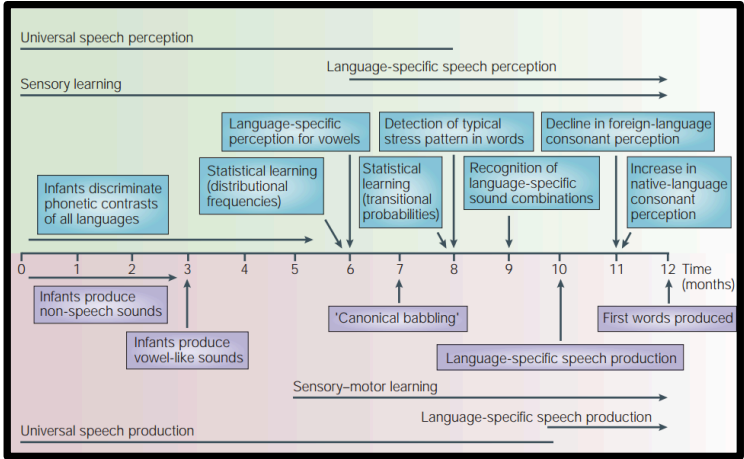 Universal speech perception
Language-specific speech perception
Sensory learning
Language-specific
perception for vowels
Detection of typical
stress pattern in words
Decline in foreign-language
consonant perception
Infants discriminate
phonetic contrasts
of all languages
Statistical learning
(distributional
frequencies)
Statistical
learning
(transitional
probabilities)
Recognition of
language-specific
sound combinations
Increase in
native-language
consonant
perception
0 1 2 3 4 5 6 7 8 9 10 11 12 Time
(months)
Infants produce
non-speech sounds
Infants produce
vowel-like sounds
'Canonical babbling'
Language-specific speech production
First words produced
Sensory–motor learning
Language-specific speech production
Universal speech production